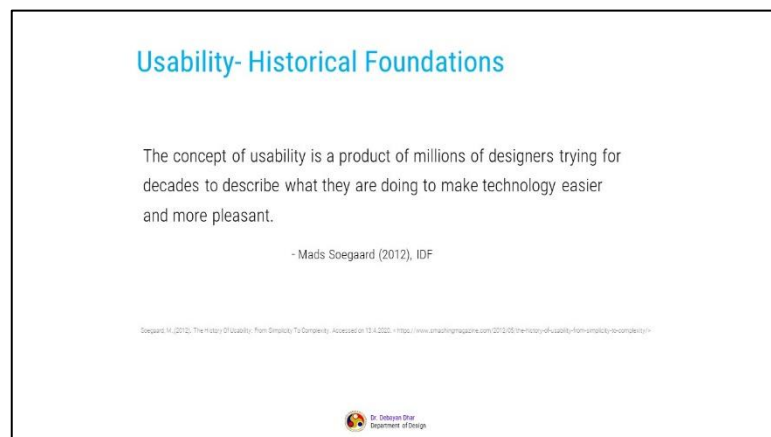 Usability- Historical Foundations
The concept of usability is a product of millions of designers trying for
decades to describe what they are doing to make technology easier
and more pleasant.
- Mads Soegaard (2012), IDF
Soegaard, M. (2012). The History Of Usability: From Simplicity To Complexity. Accessed on 13.4.2020, <https://www.smashingmagazine.com/2012/05/the-history-of-usability-from-simplicity-to-complexity/>
Dr. Debayan Dhar
Department of Design